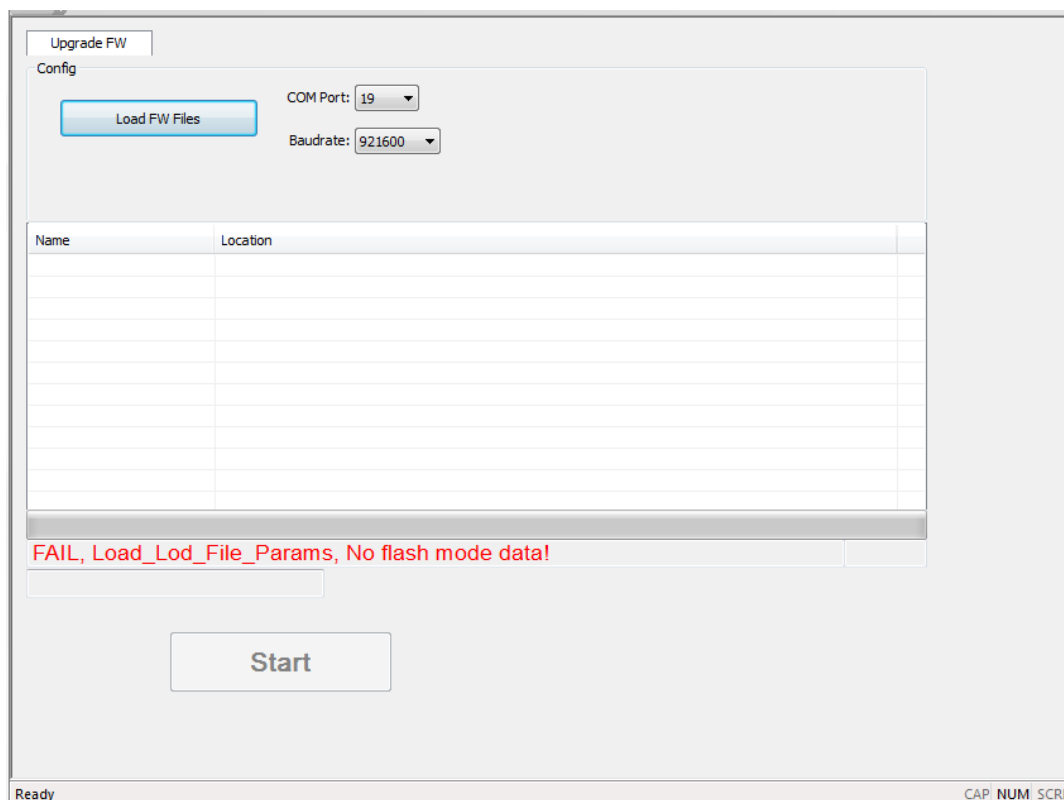 Upgrade FW
Config
Load FW Files
COM Port: 19
Baudrate: 921600
Name Location
FAIL, Load_Lod_File_Params, No flash mode data!
Start
Ready CAP NUM